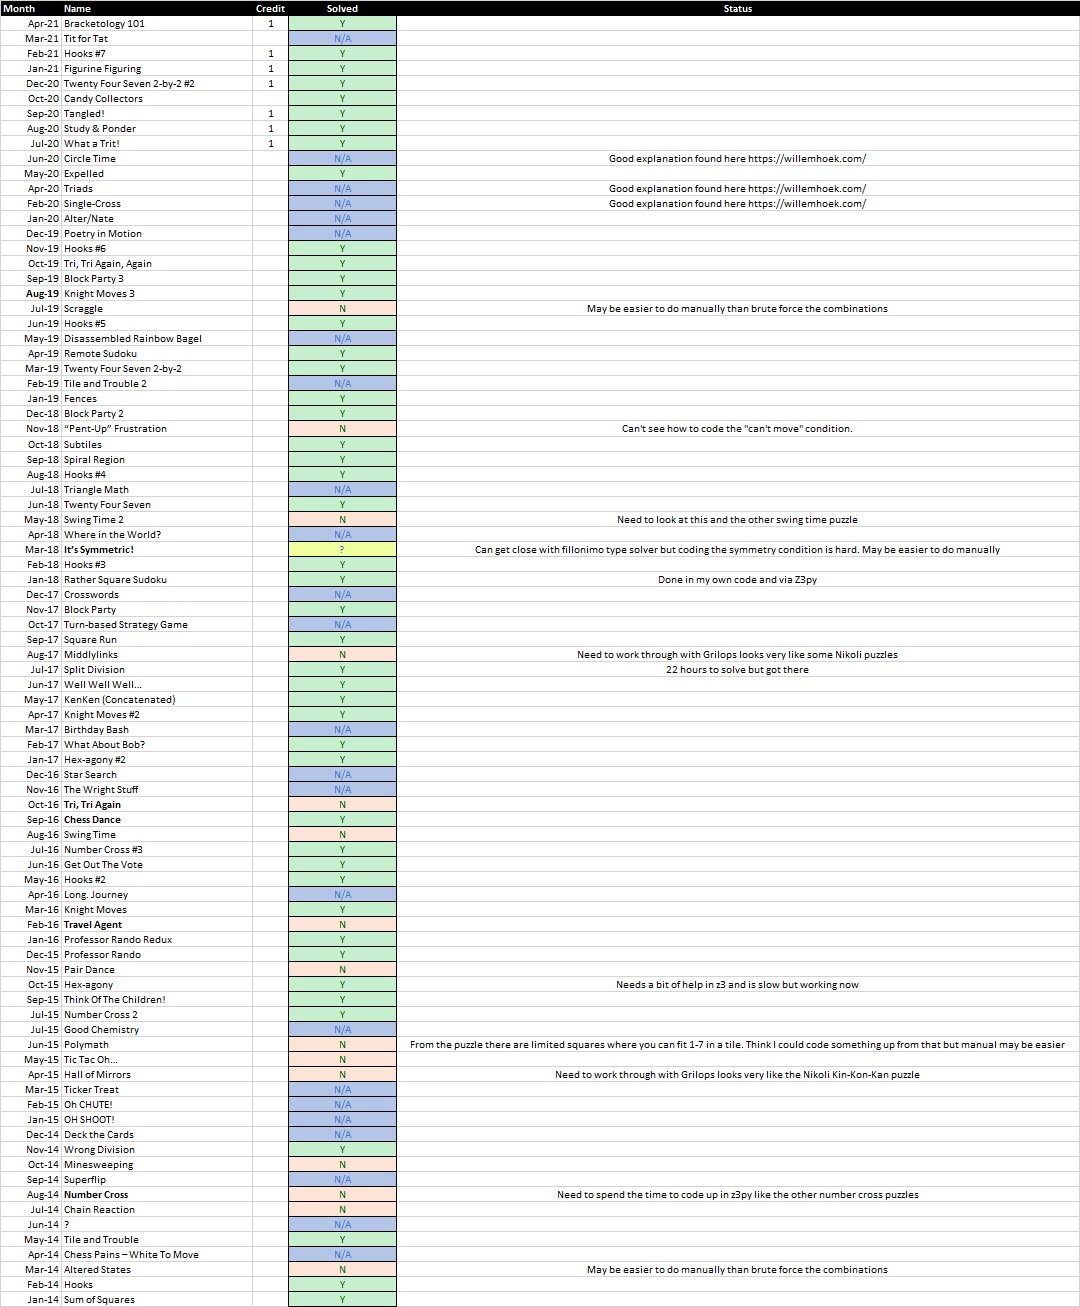 Month Name Credit Solved Status
Apr-21 Bracketology 101 1 Y
Mar-21 Tit for Tat N/A
Feb-21 Hooks #7 1 Y
Jan-21 Figurine Figuring 1 Y
Dec-20 Twenty Four Seven 2-by-2 #2 1 Y
Oct-20 Candy Collectors Y
Sep-20 Tangled! 1 Y
Aug-20 Study & Ponder 1 Y
Jul-20 What a Trit! 1 Y
Jun-20 Circle Time N/A Good explanation found here https://willemhoek.com/
May-20 Expelled Y
Apr-20 Triads N/A Good explanation found here https://willemhoek.com/
Feb-20 Single-Cross N/A Good explanation found here https://willemhoek.com/
Jan-20 Alter/Nate N/A
Dec-19 Poetry in Motion N/A
Nov-19 Hooks #6 Y
Oct-19 Tri, Tri Again, Again Y
Sep-19 Block Party 3 Y
Aug-19 Knight Moves 3 Y
Jul-19 Scraggle N May be easier to do manually than brute force the combinations
Jun-19 Hooks #5 Y
May-19 Disassembled Rainbow Bagel N/A
Apr-19 Remote Sudoku Y
Mar-19 Twenty Four Seven 2-by-2 Y
Feb-19 Tile and Trouble 2 N/A
Jan-19 Fences Y
Dec-18 Block Party 2 Y
Nov-18 “Pent-Up” Frustration N Can't see how to code the "can't move" condition.
Oct-18 Subtiles Y
Sep-18 Spiral Region Y
Aug-18 Hooks #4 Y
Jul-18 Triangle Math N/A
Jun-18 Twenty Four Seven Y
May-18 Swing Time 2 N Need to look at this and the other swing time puzzle
Apr-18 Where in the World? N/A
Mar-18 It’s Symmetric! ? Can get close with fillonimo type solver but coding the symmetry condition is hard. May be easier to do manually
Feb-18 Hooks #3 Y
Jan-18 Rather Square Sudoku Y Done in my own code and via Z3py
Dec-17 Crosswords N/A
Nov-17 Block Party Y
Oct-17 Turn-based Strategy Game N/A
Sep-17 Square Run Y
Aug-17 Middlylinks N Need to work through with Grilops looks very like some Nikoli puzzles
Jul-17 Split Division Y 22 hours to solve but got there
Jun-17 Well Well Well... Y
May-17 KenKen (Concatenated) Y
Apr-17 Knight Moves #2 Y
Mar-17 Birthday Bash N/A
Feb-17 What About Bob? Y
Jan-17 Hex-agony #2 Y
Dec-16 Star Search N/A
Nov-16 The Wright Stuff N/A
Oct-16 Tri, Tri Again N
Sep-16 Chess Dance Y
Aug-16 Swing Time N
Jul-16 Number Cross #3 Y
Jun-16 Get Out The Vote Y
May-16 Hooks #2 Y
Apr-16 Long. Journey N/A
Mar-16 Knight Moves Y
Feb-16 Travel Agent N
Jan-16 Professor Rando Redux Y
Dec-15 Professor Rando Y
Nov-15 Pair Dance N
Oct-15 Hex-agony Y Needs a bit of help in z3 and is slow but working now
Sep-15 Think Of The Children! Y
Jul-15 Number Cross 2 Y
Jul-15 Good Chemistry N/A
Jun-15 Polymath N From the puzzle there are limited squares where you can fit 1-7 in a tile. Think I could code something up from that but manual may be easier
May-15 Tic Tac Oh... N
Apr-15 Hall of Mirrors N Need to work through with Grilops looks very like the Nikoli Kin-Kon-Kan puzzle
Mar-15 Ticker Treat N/A
Feb-15 Oh CHUTE! N/A
Jan-15 OH SHOOT! N/A
Dec-14 Deck the Cards N/A
Nov-14 Wrong Division Y
Oct-14 Minesweeping N
Sep-14 Superflip N/A
Aug-14 Number Cross N Need to spend the time to code up in z3py like the other number cross puzzles
Jul-14 Chain Reaction N
Jun-14 ? N/A
May-14 Tile and Trouble Y
Apr-14 Chess Pains – White To Move N/A
Mar-14 Altered States N May be easier to do manually than brute force the combinations
Feb-14 Hooks Y
Jan-14 Sum of Squares Y